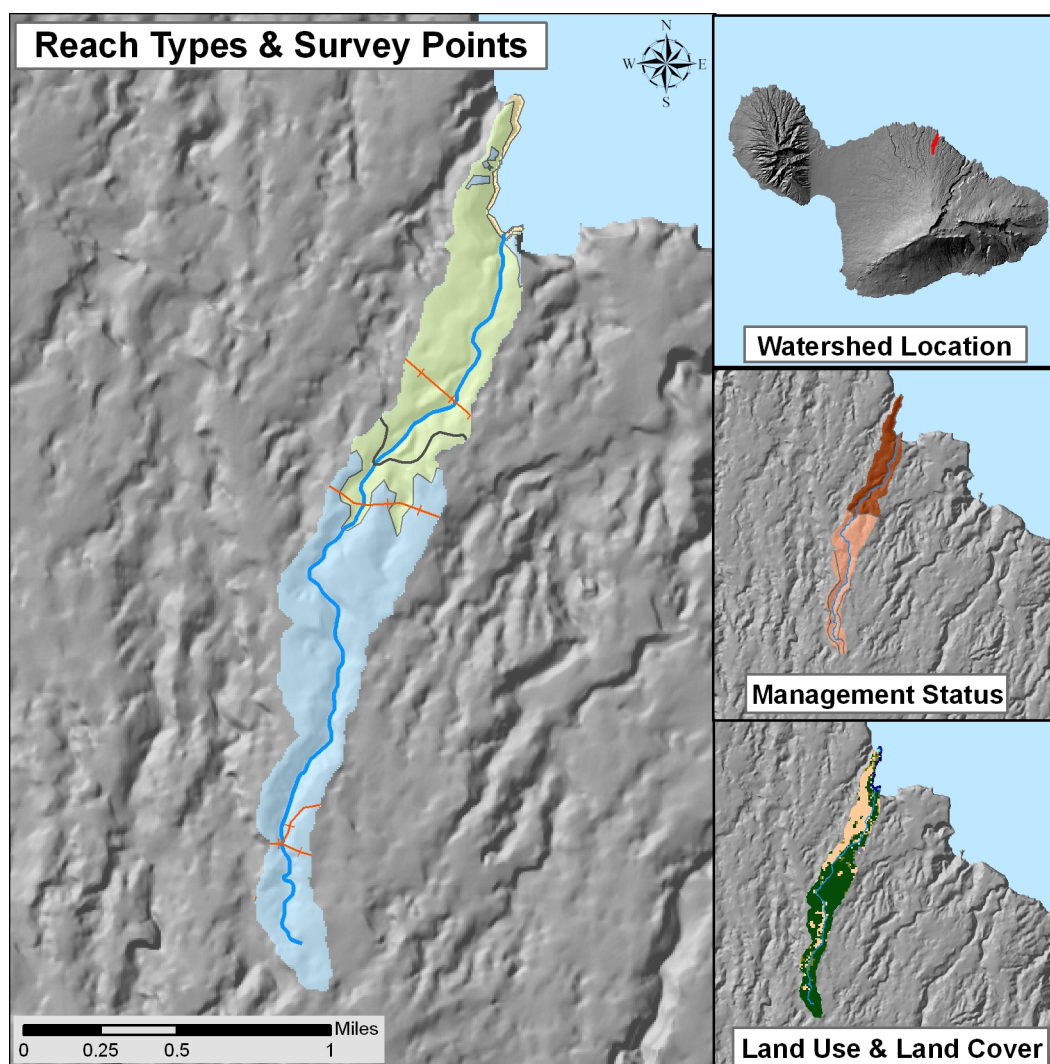 Reach Types & Survey Points
N
W E
S
Miles
0 0.25 0.5 1
Watershed Location
Management Status
Land Use & Land Cover